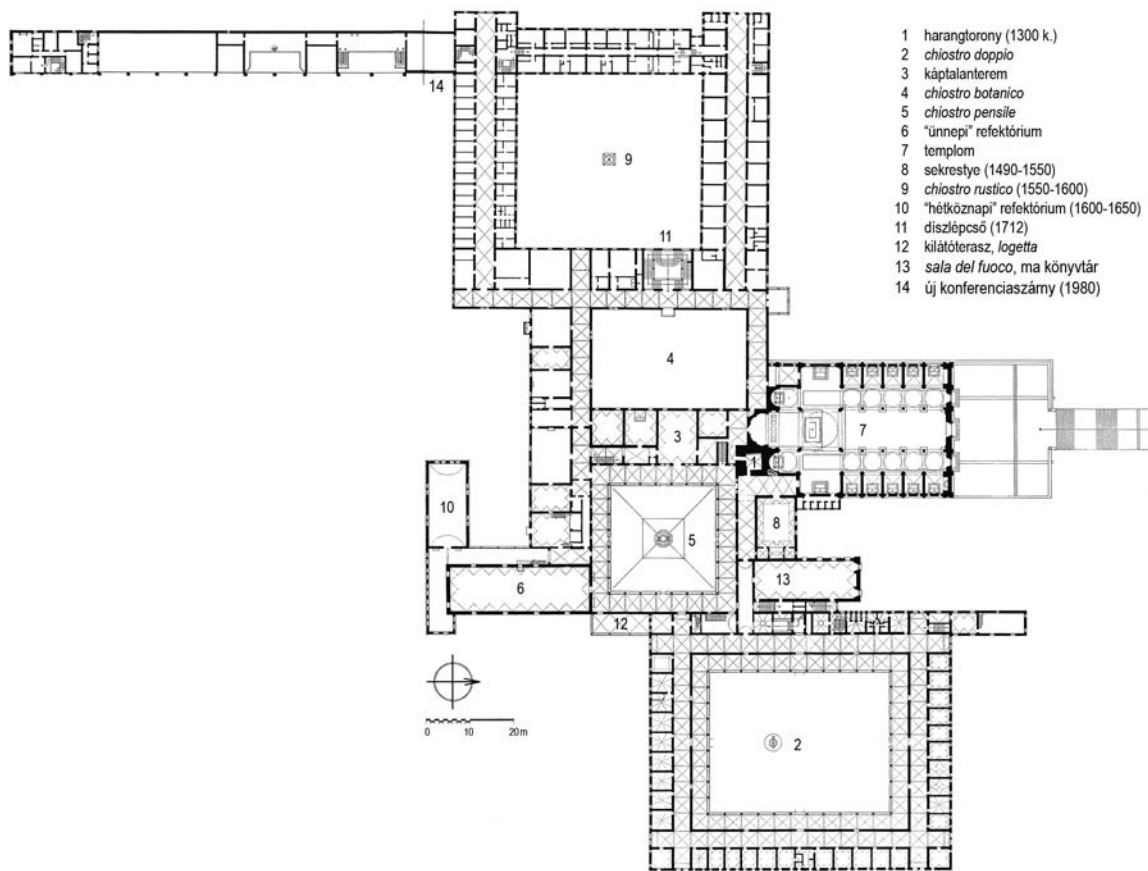 1 harangtorony (1300 k.)
2 chiostro doppio
3 káptalanterem
4 chiostro botanico
5 chiostro pensile
6 "ünnepi" refektórium
7 templom
8 sekrestye (1490-1550)
9 chiostro rustico (1550-1600)
10 "hétköznapi" refektórium (1600-1650)
11 díszlépcső (1712)
12 kilátóterasz, logetta
13 sala del fuoco, ma könyvtár
14 új konferenciaszárny (1980)
14
9
11
4
3
7
1
10
8
5
6
13
12
0 10 20 m
2